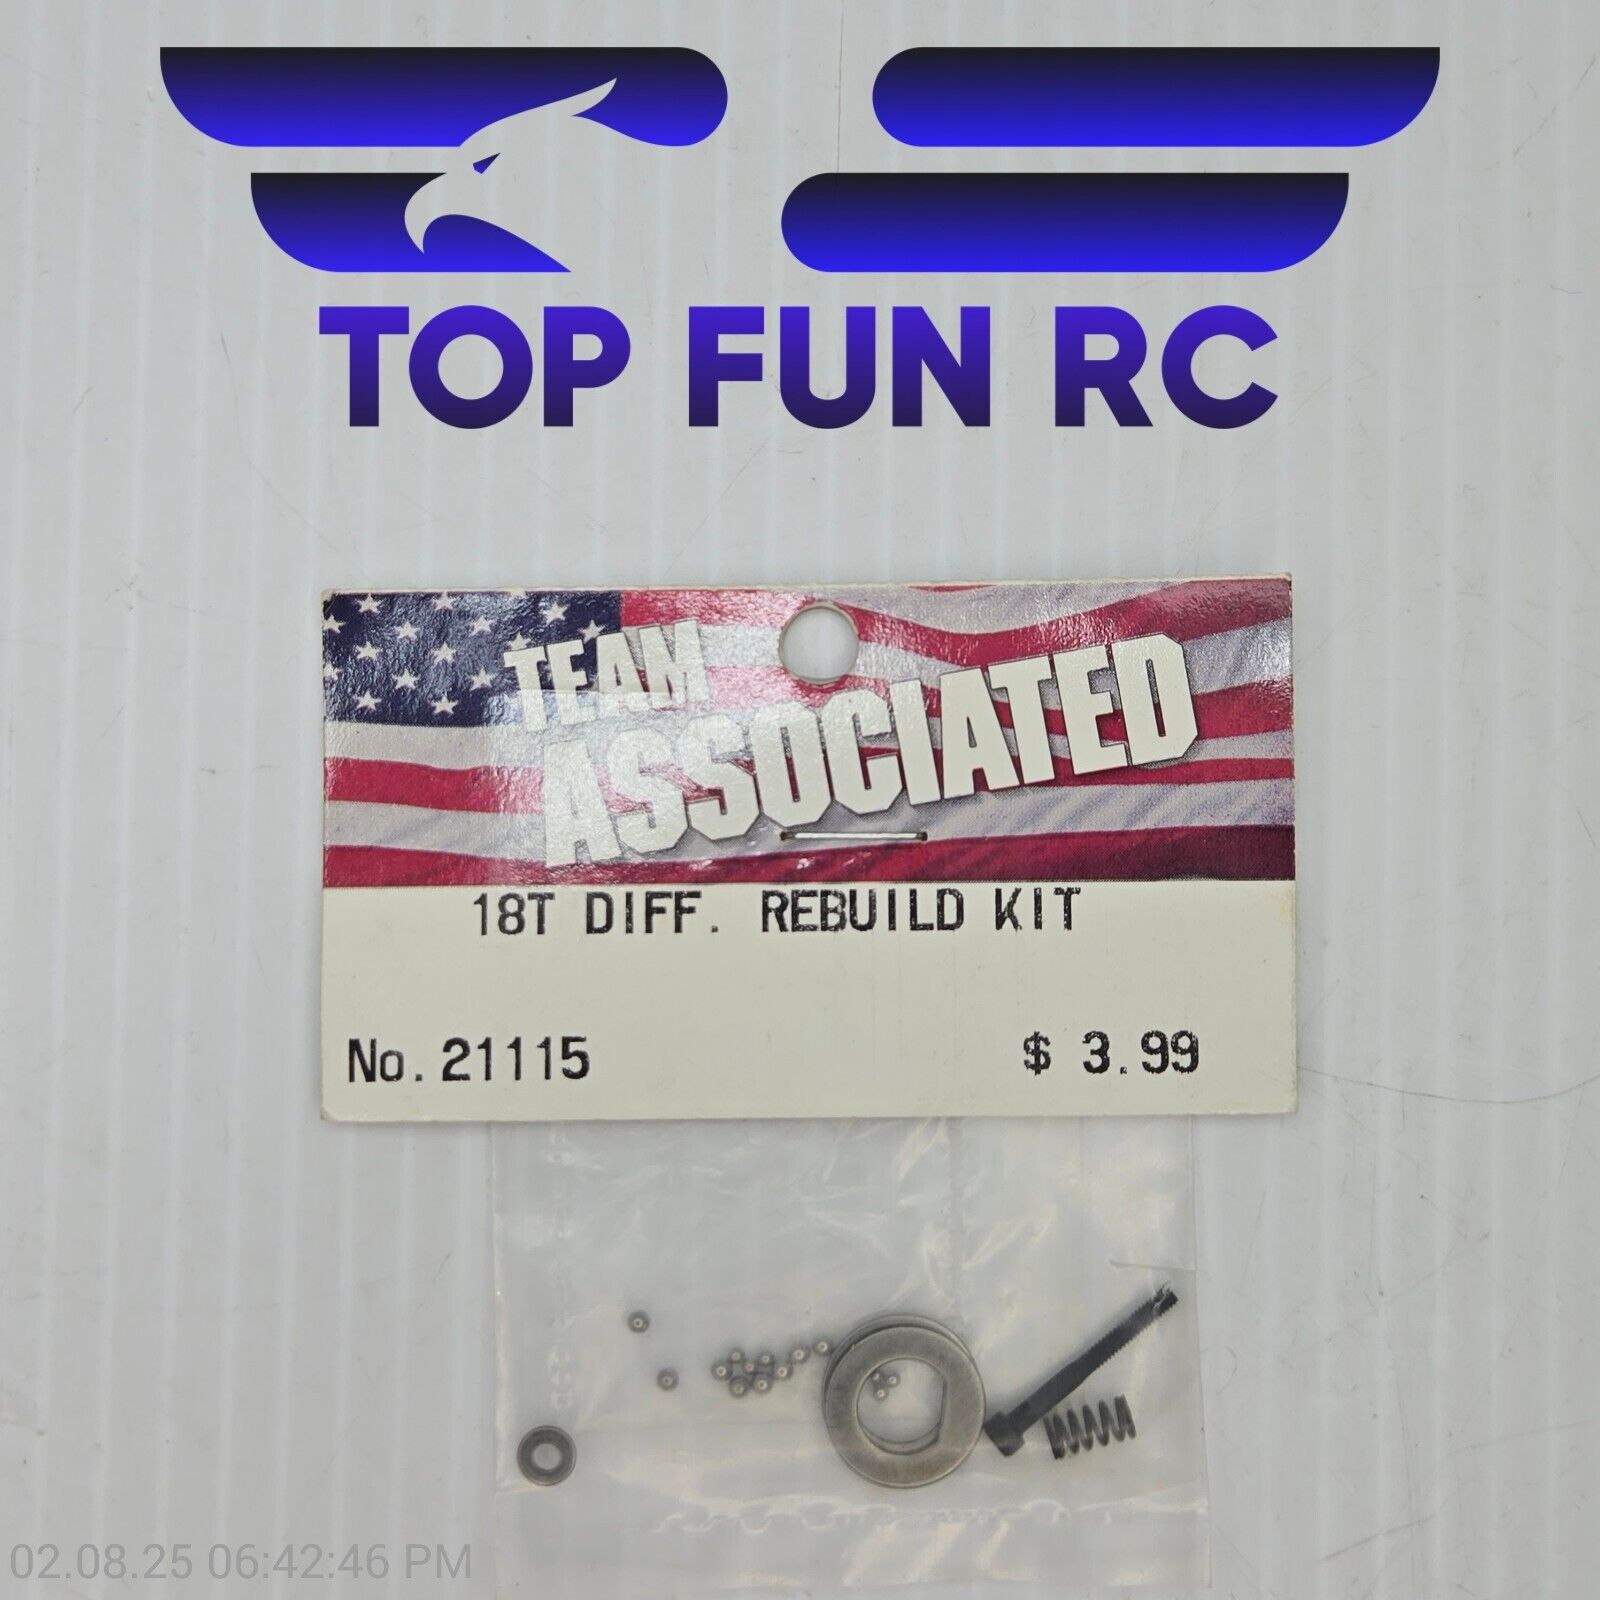 TOP FUN RC
TEAM
ASSOCIATED
18T DIFF. REBUILD KIT
No. 21115 $ 3.99
02.08.25 06:42:46 PM